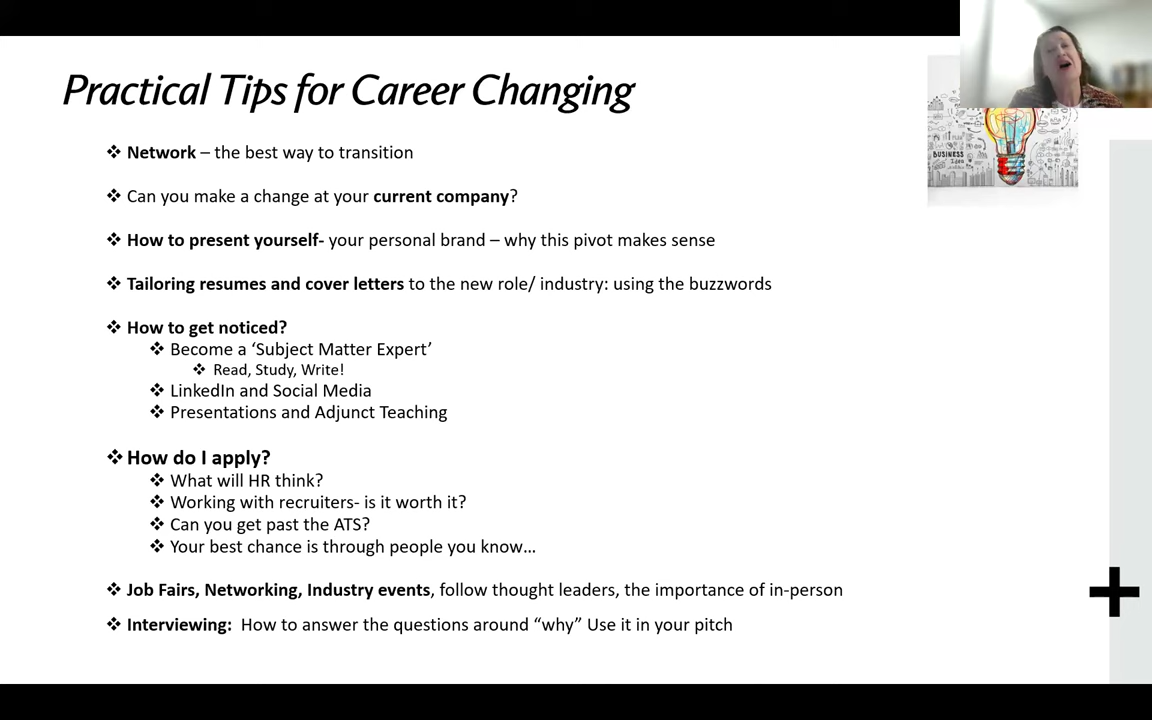 Practical Tips for Career Changing
❖ Network – the best way to transition
❖ Can you make a change at your current company?
❖ How to present yourself- your personal brand – why this pivot makes sense
❖ Tailoring resumes and cover letters to the new role/ industry: using the buzzwords
❖ How to get noticed?
❖ Become a ‘Subject Matter Expert’
❖ Read, Study, Write!
❖ LinkedIn and Social Media
❖ Presentations and Adjunct Teaching
❖ How do I apply?
❖ What will HR think?
❖ Working with recruiters- is it worth it?
❖ Can you get past the ATS?
❖ Your best chance is through people you know…
❖ Job Fairs, Networking, Industry events, follow thought leaders, the importance of in-person
❖ Interviewing: How to answer the questions around “why” Use it in your pitch
BUSINESS
Idea